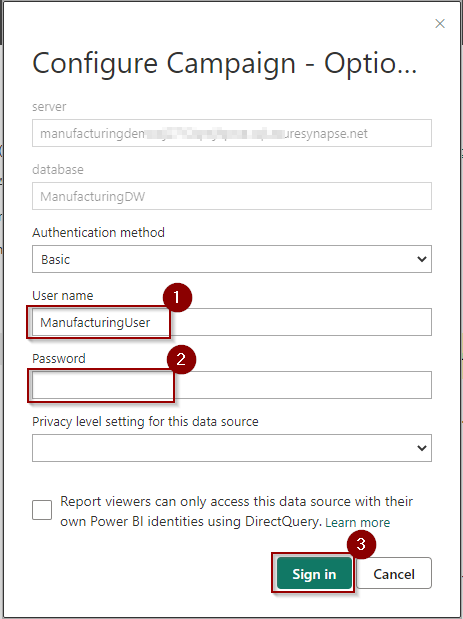 ×
Configure Campaign - Optio...
server
manufacturingdem uresynapse.net
database
ManufacturingDW
Authentication method
Basic
User name
1
ManufacturingUser
Password
2
Privacy level setting for this data source
Report viewers can only access this data source with their
own Power BI identities using DirectQuery. Learn more
3
Sign in
Cancel